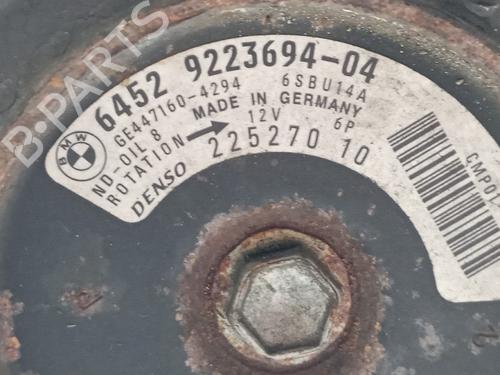 B-PARTS
BMW
6452 9223694-04
GE447160-4294 6SBU14A
ND-OIL 8 MADE IN GERMANY
ROTATION 12V 6P
DENSO 225270 10